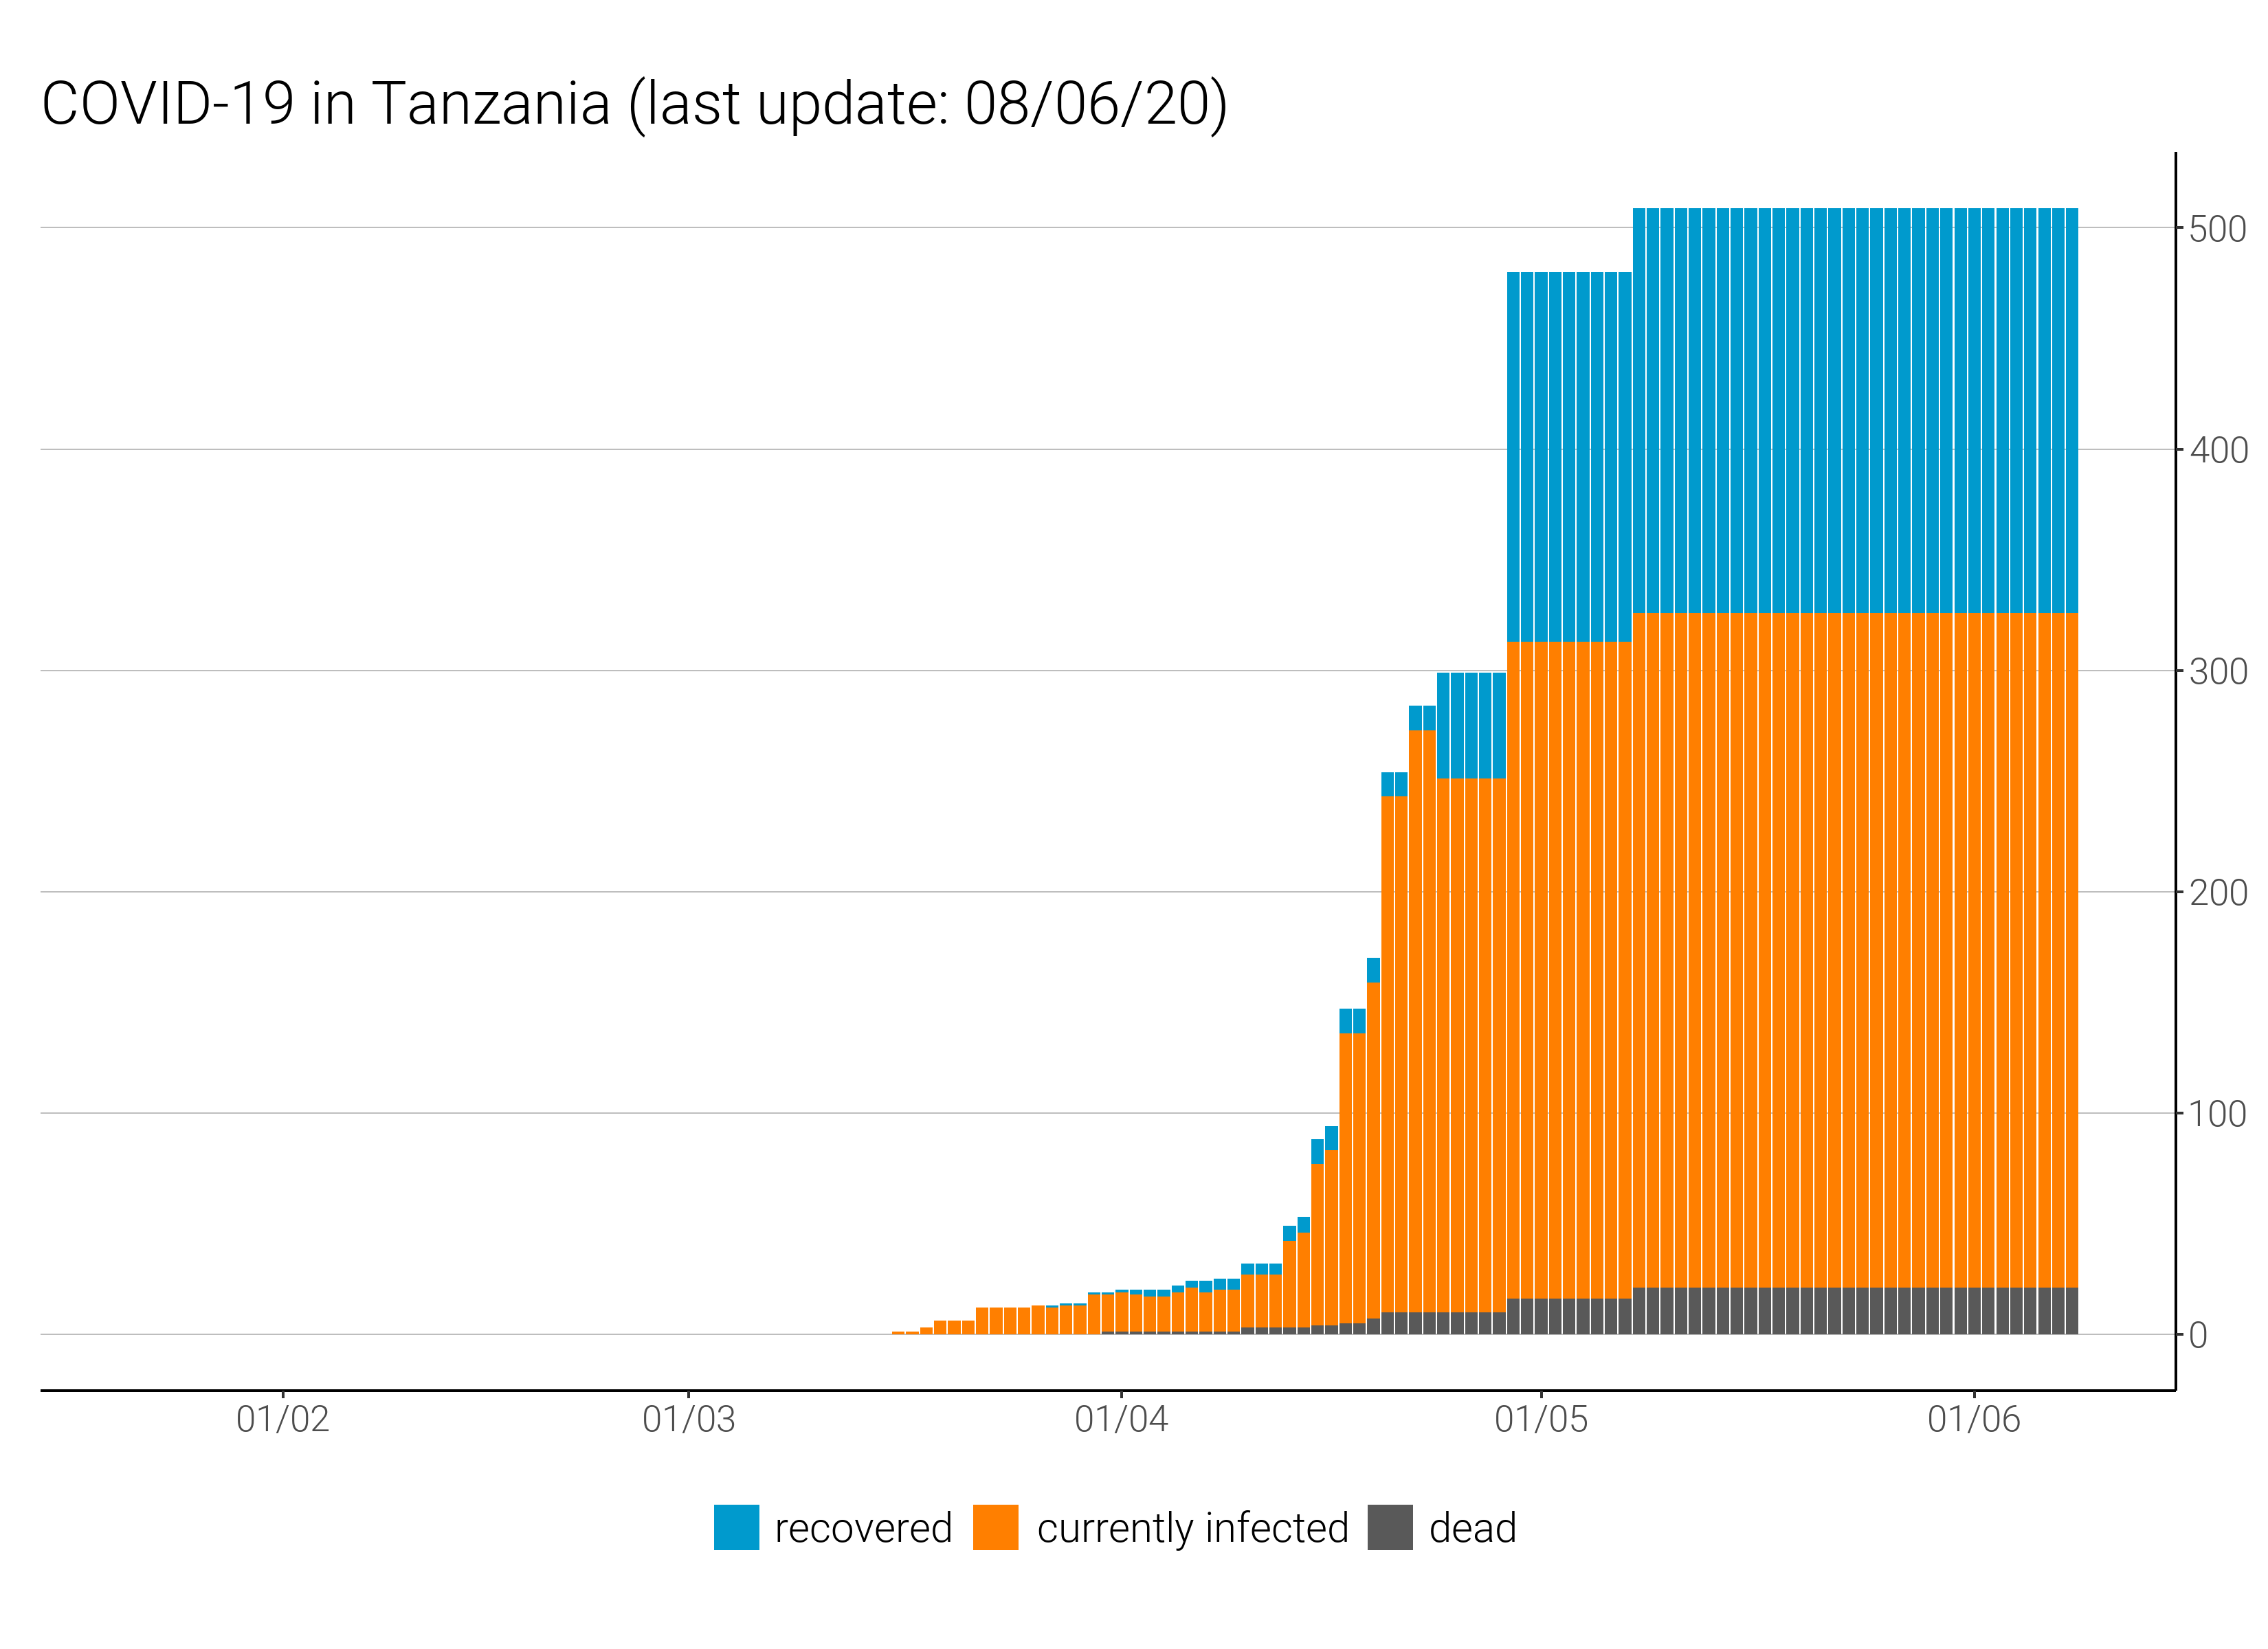 COVID-19 in Tanzania (last update: 08/06/20)
500
400
300
200
100
0
01/02 01/03 01/04 01/05 01/06
recovered currently infected dead